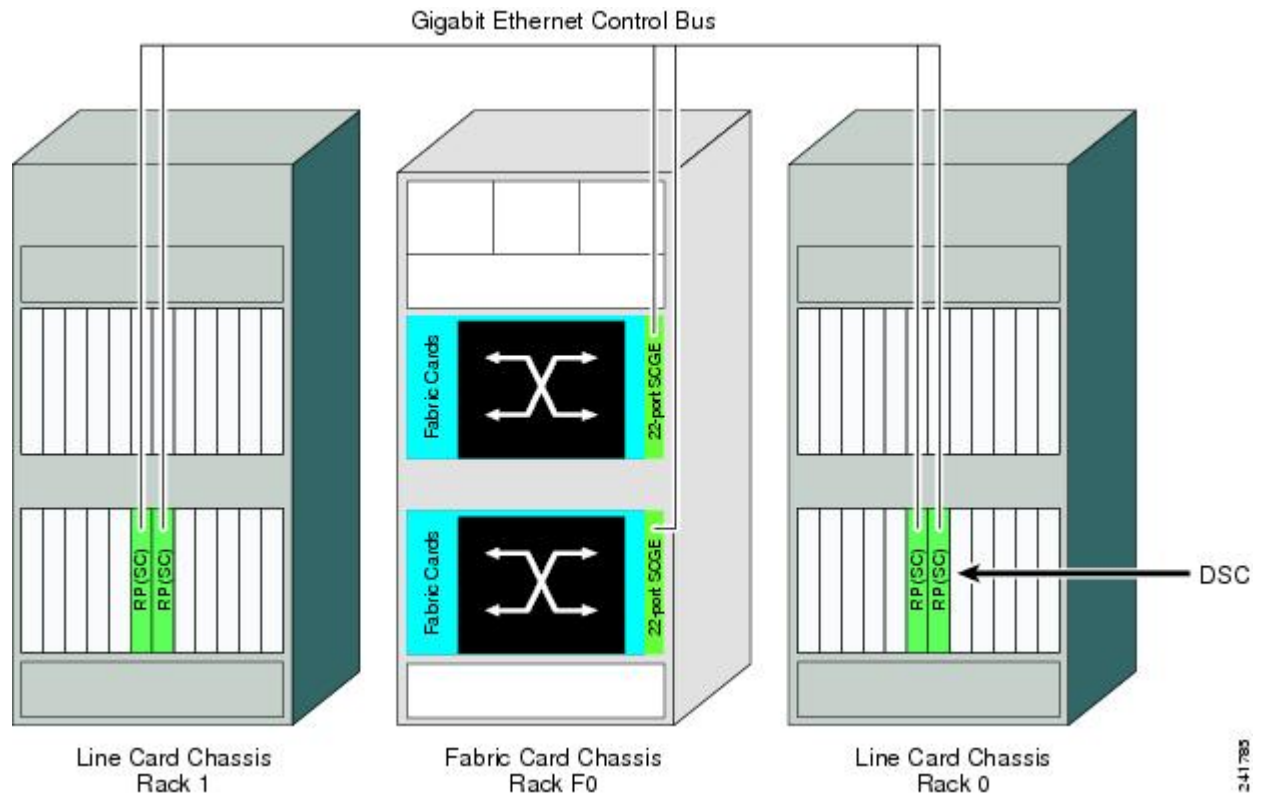 Gigabit Ethernet Control Bus
Fabric Cards
22-port SCGE
RP (SC)
RP (SC)
Fabric Cards
22-port SCGE
RP (SC)
RP (SC)
DSC
Line Card Chassis
Rack 1
Fabric Card Chassis
Rack F0
Line Card Chassis
Rack 0
241785